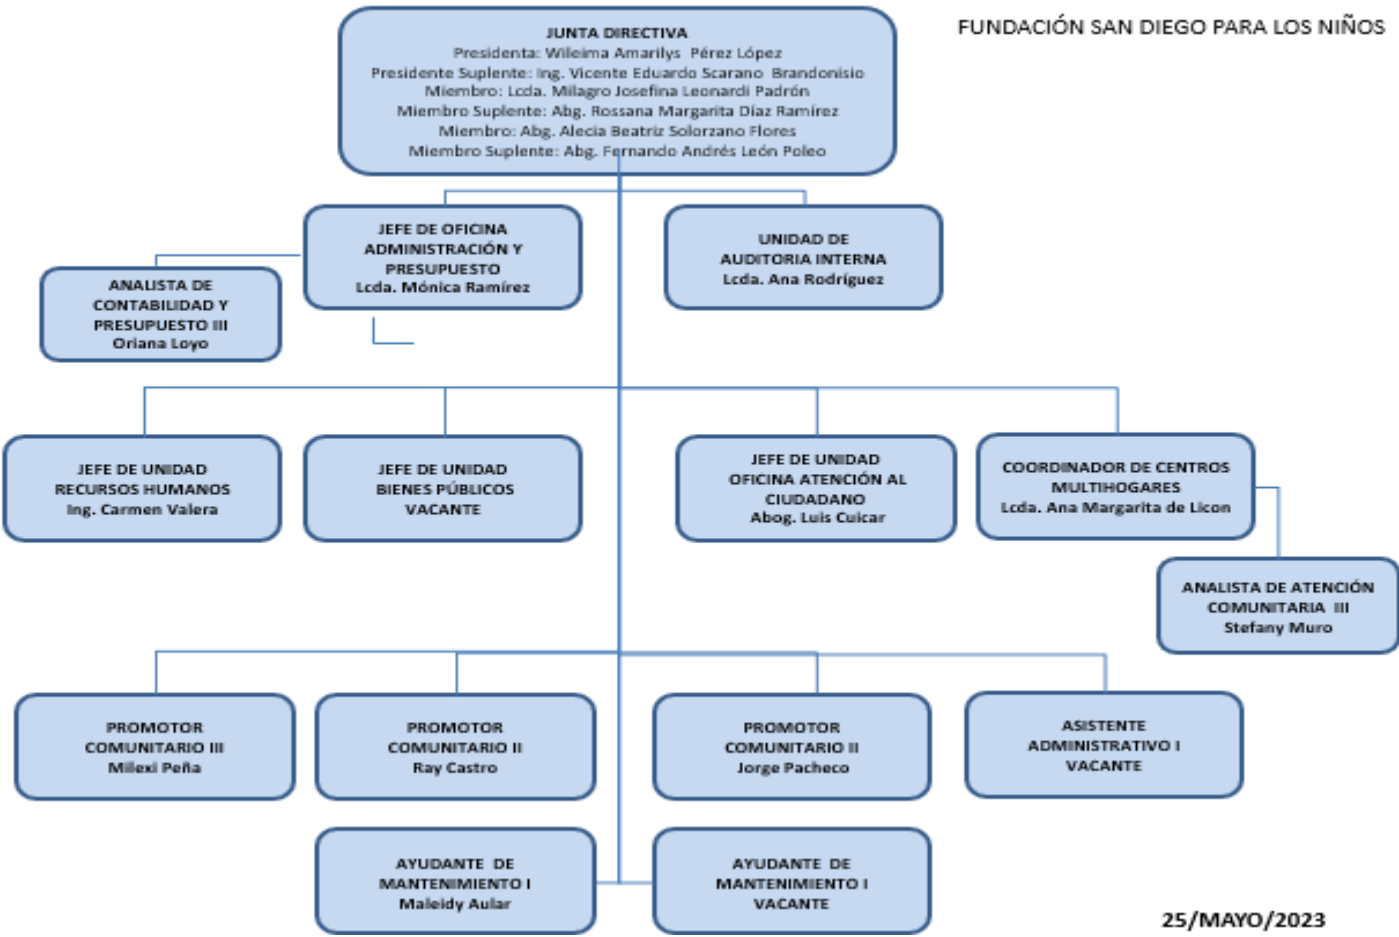 FUNDACIÓN SAN DIEGO PARA LOS NIÑOS
JUNTA DIRECTIVA
Presidenta: Wileima Amarilys Pérez López
Presidente Suplente: Ing. Vicente Eduardo Scarano Brandonisio
Miembro: Lcda. Milagro Josefina Leonardi Padrón
Miembro Suplente: Abg. Rossana Margarita Díaz Ramírez
Miembro: Abg. Alecia Beatriz Solorzano Flores
Miembro Suplente: Abg. Fernando Andrés León Poleo
JEFE DE OFICINA
ADMINISTRACIÓN Y
PRESUPUESTO
Lcda. Mónica Ramírez
UNIDAD DE
AUDITORIA INTERNA
Lcda. Ana Rodríguez
ANALISTA DE
CONTABILIDAD Y
PRESUPUESTO III
Oriana Loyo
JEFE DE UNIDAD
RECURSOS HUMANOS
Ing. Carmen Valera
JEFE DE UNIDAD
BIENES PÚBLICOS
VACANTE
JEFE DE UNIDAD
OFICINA ATENCIÓN AL
CIUDADANO
Abog. Luis Cuicar
COORDINADOR DE CENTROS
MULTIHOGARES
Lcda. Ana Margarita de Licon
ANALISTA DE ATENCIÓN
COMUNITARIA III
Stefany Muro
PROMOTOR
COMUNITARIO III
Milexi Peña
PROMOTOR
COMUNITARIO II
Ray Castro
PROMOTOR
COMUNITARIO II
Jorge Pacheco
ASISTENTE
ADMINISTRATIVO I
VACANTE
AYUDANTE DE
MANTENIMIENTO I
Maleidy Aular
AYUDANTE DE
MANTENIMIENTO I
VACANTE
25/MAYO/2023